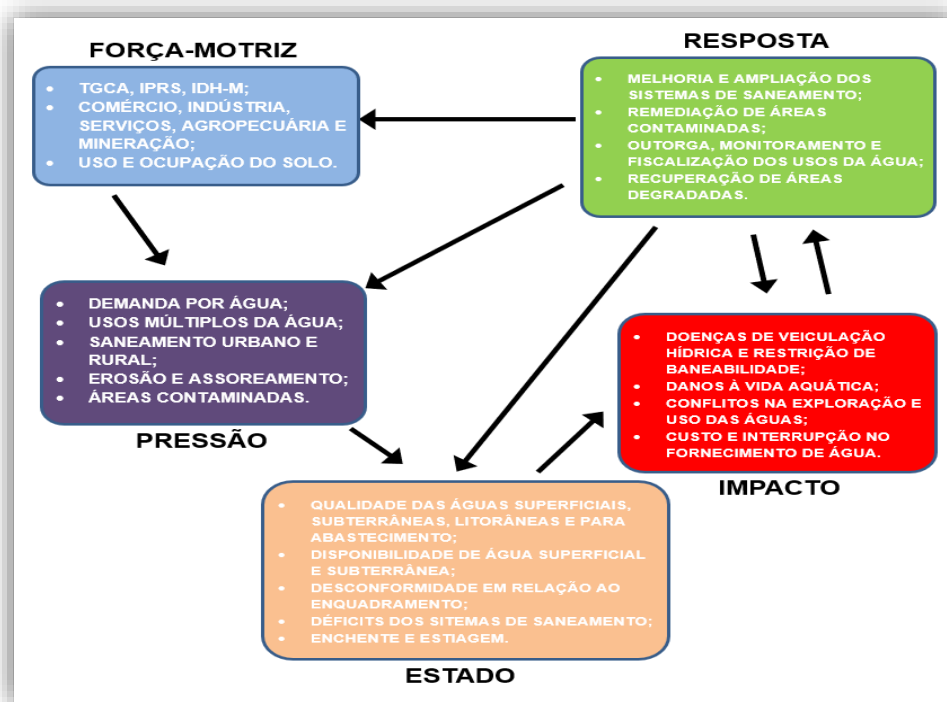 FORÇA-MOTRIZ
• TGCA, IPRS, IDH-M;
• COMÉRCIO, INDÚSTRIA,
SERVIÇOS, AGROPECUÁRIA E
MINERAÇÃO;
• USO E OCUPAÇÃO DO SOLO.
RESPOSTA
• MELHORIA E AMPLIAÇÃO DOS
SISTEMAS DE SANEAMENTO;
• REMEDIAÇÃO DE ÁREAS
CONTAMINADAS;
• OUTORGA, MONITORAMENTO E
FISCALIZAÇÃO DOS USOS DA ÁGUA;
• RECUPERAÇÃO DE ÁREAS
DEGRADADAS.
• DEMANDA POR ÁGUA;
• USOS MÚLTIPLOS DA ÁGUA;
• SANEAMENTO URBANO E
RURAL;
• EROSÃO E ASSOREAMENTO;
• ÁREAS CONTAMINADAS.
PRESSÃO
• DOENÇAS DE VEICULAÇÃO
HÍDRICA E RESTRIÇÃO DE
BANEABILIDADE;
• DANOS À VIDA AQUÁTICA;
• CONFLITOS NA EXPLORAÇÃO E
USO DAS ÁGUAS;
• CUSTO E INTERRUPÇÃO NO
FORNECIMENTO DE ÁGUA.
IMPACTO
• QUALIDADE DAS ÁGUAS SUPERFICIAIS,
SUBTERRÂNEAS, LITORÂNEAS E PARA
ABASTECIMENTO;
• DISPONIBILIDADE DE ÁGUA SUPERFICIAL
E SUBTERRÂNEA;
• DESCONFORMIDADE EM RELAÇÃO AO
ENQUADRAMENTO;
• DÉFICITS DOS SITEMAS DE SANEAMENTO;
• ENCHENTE E ESTIAGEM.
ESTADO